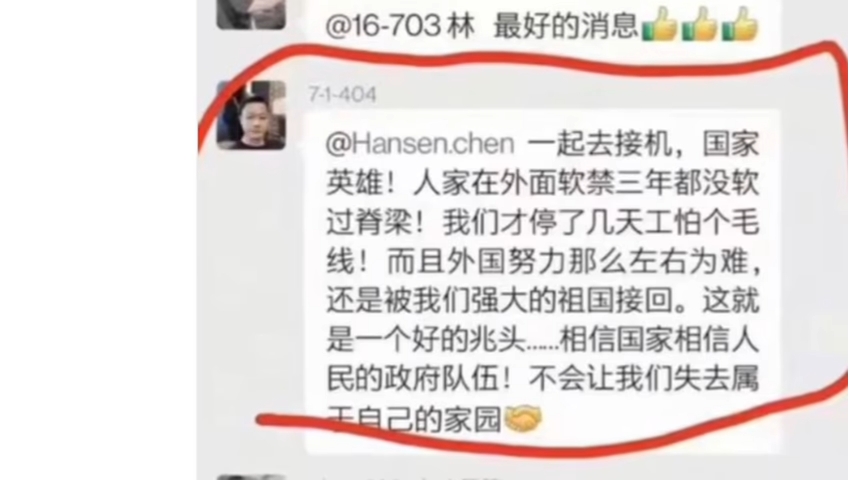 @16-703 林 最好的消息👍👍👍
7-1-404
@Hansen.chen 一起去接机，国家
英雄！人家在外面软禁三年都没软
过脊梁！我们才停了几天工怕个毛
线！而且外国努力那么左右为难，
还是被我们强大的祖国接回。这就
是一个好的兆头......相信国家相信人
民的政府队伍！不会让我们失去属
于自己的家园🤝